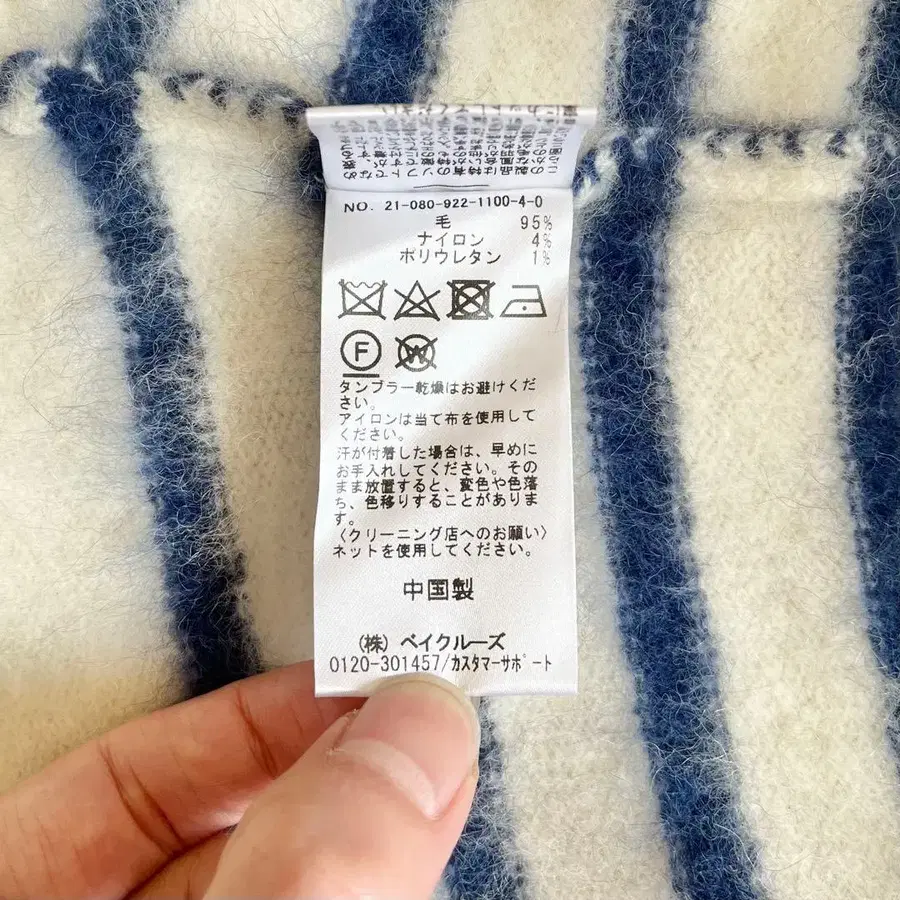 NO. 21-080-922-1100-4-0
毛 95%
ナイロン 4%
ポリウレタン 1%
F W
タンブラー乾燥はお避けくだ
さい。
アイロンは当て布を使用して
ください。
汗が付着した場合は、早めに
お手入れしてください。その
まま放置すると、変色や色落
ち、色移りすることがありま
す。
〈クリーニング店へのお願い〉
ネットを使用してください。
中国製
(株) ベイクルーズ
0120-301457/カスタマーサポート